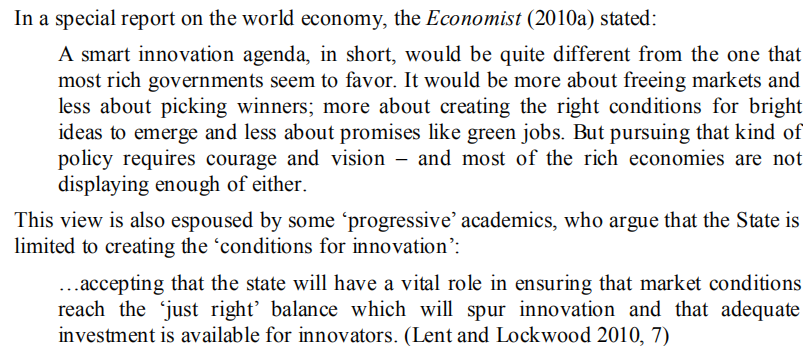 In a special report on the world economy, the Economist (2010a) stated:
A smart innovation agenda, in short, would be quite different from the one that
most rich governments seem to favor. It would be more about freeing markets and
less about picking winners; more about creating the right conditions for bright
ideas to emerge and less about promises like green jobs. But pursuing that kind of
policy requires courage and vision – and most of the rich economies are not
displaying enough of either.
This view is also espoused by some ‘progressive’ academics, who argue that the State is
limited to creating the ‘conditions for innovation’:
…accepting that the state will have a vital role in ensuring that market conditions
reach the ‘just right’ balance which will spur innovation and that adequate
investment is available for innovators. (Lent and Lockwood 2010, 7)